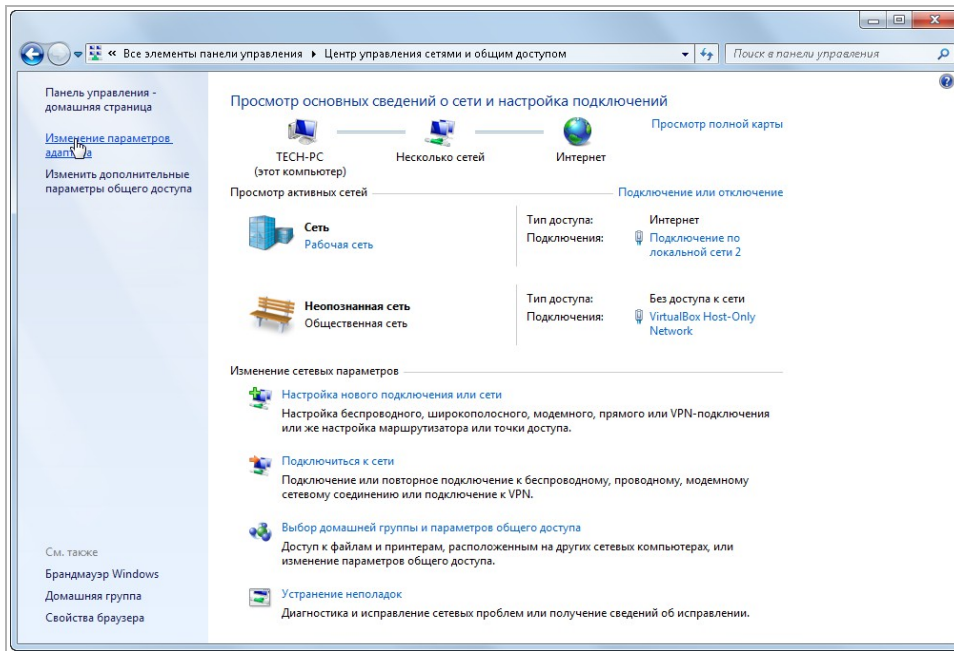 « Все элементы панели управления ▸ Центр управления сетями и общим доступом
Поиск в панели управления
Панель управления -
домашняя страница
Изменение параметров
адаптера
Изменить дополнительные
параметры общего доступа
См. также
Брандмауэр Windows
Домашняя группа
Свойства браузера
Просмотр основных сведений о сети и настройка подключений
Просмотр полной карты
TECH-PC
(этот компьютер)
Несколько сетей
Интернет
Просмотр активных сетей
Подключение или отключение
Сеть
Рабочая сеть
Тип доступа: Интернет
Подключения: Подключение по
локальной сети 2
Неопознанная сеть
Общественная сеть
Тип доступа: Без доступа к сети
Подключения: VirtualBox Host-Only
Network
Изменение сетевых параметров
Настройка нового подключения или сети
Настройка беспроводного, широкополосного, модемного, прямого или VPN-подключения
или же настройка маршрутизатора или точки доступа.
Подключиться к сети
Подключение или повторное подключение к беспроводному, проводному, модемному
сетевому соединению или подключение к VPN.
Выбор домашней группы и параметров общего доступа
Доступ к файлам и принтерам, расположенным на других сетевых компьютерах, или
изменение параметров общего доступа.
Устранение неполадок
Диагностика и исправление сетевых проблем или получение сведений об исправлении.